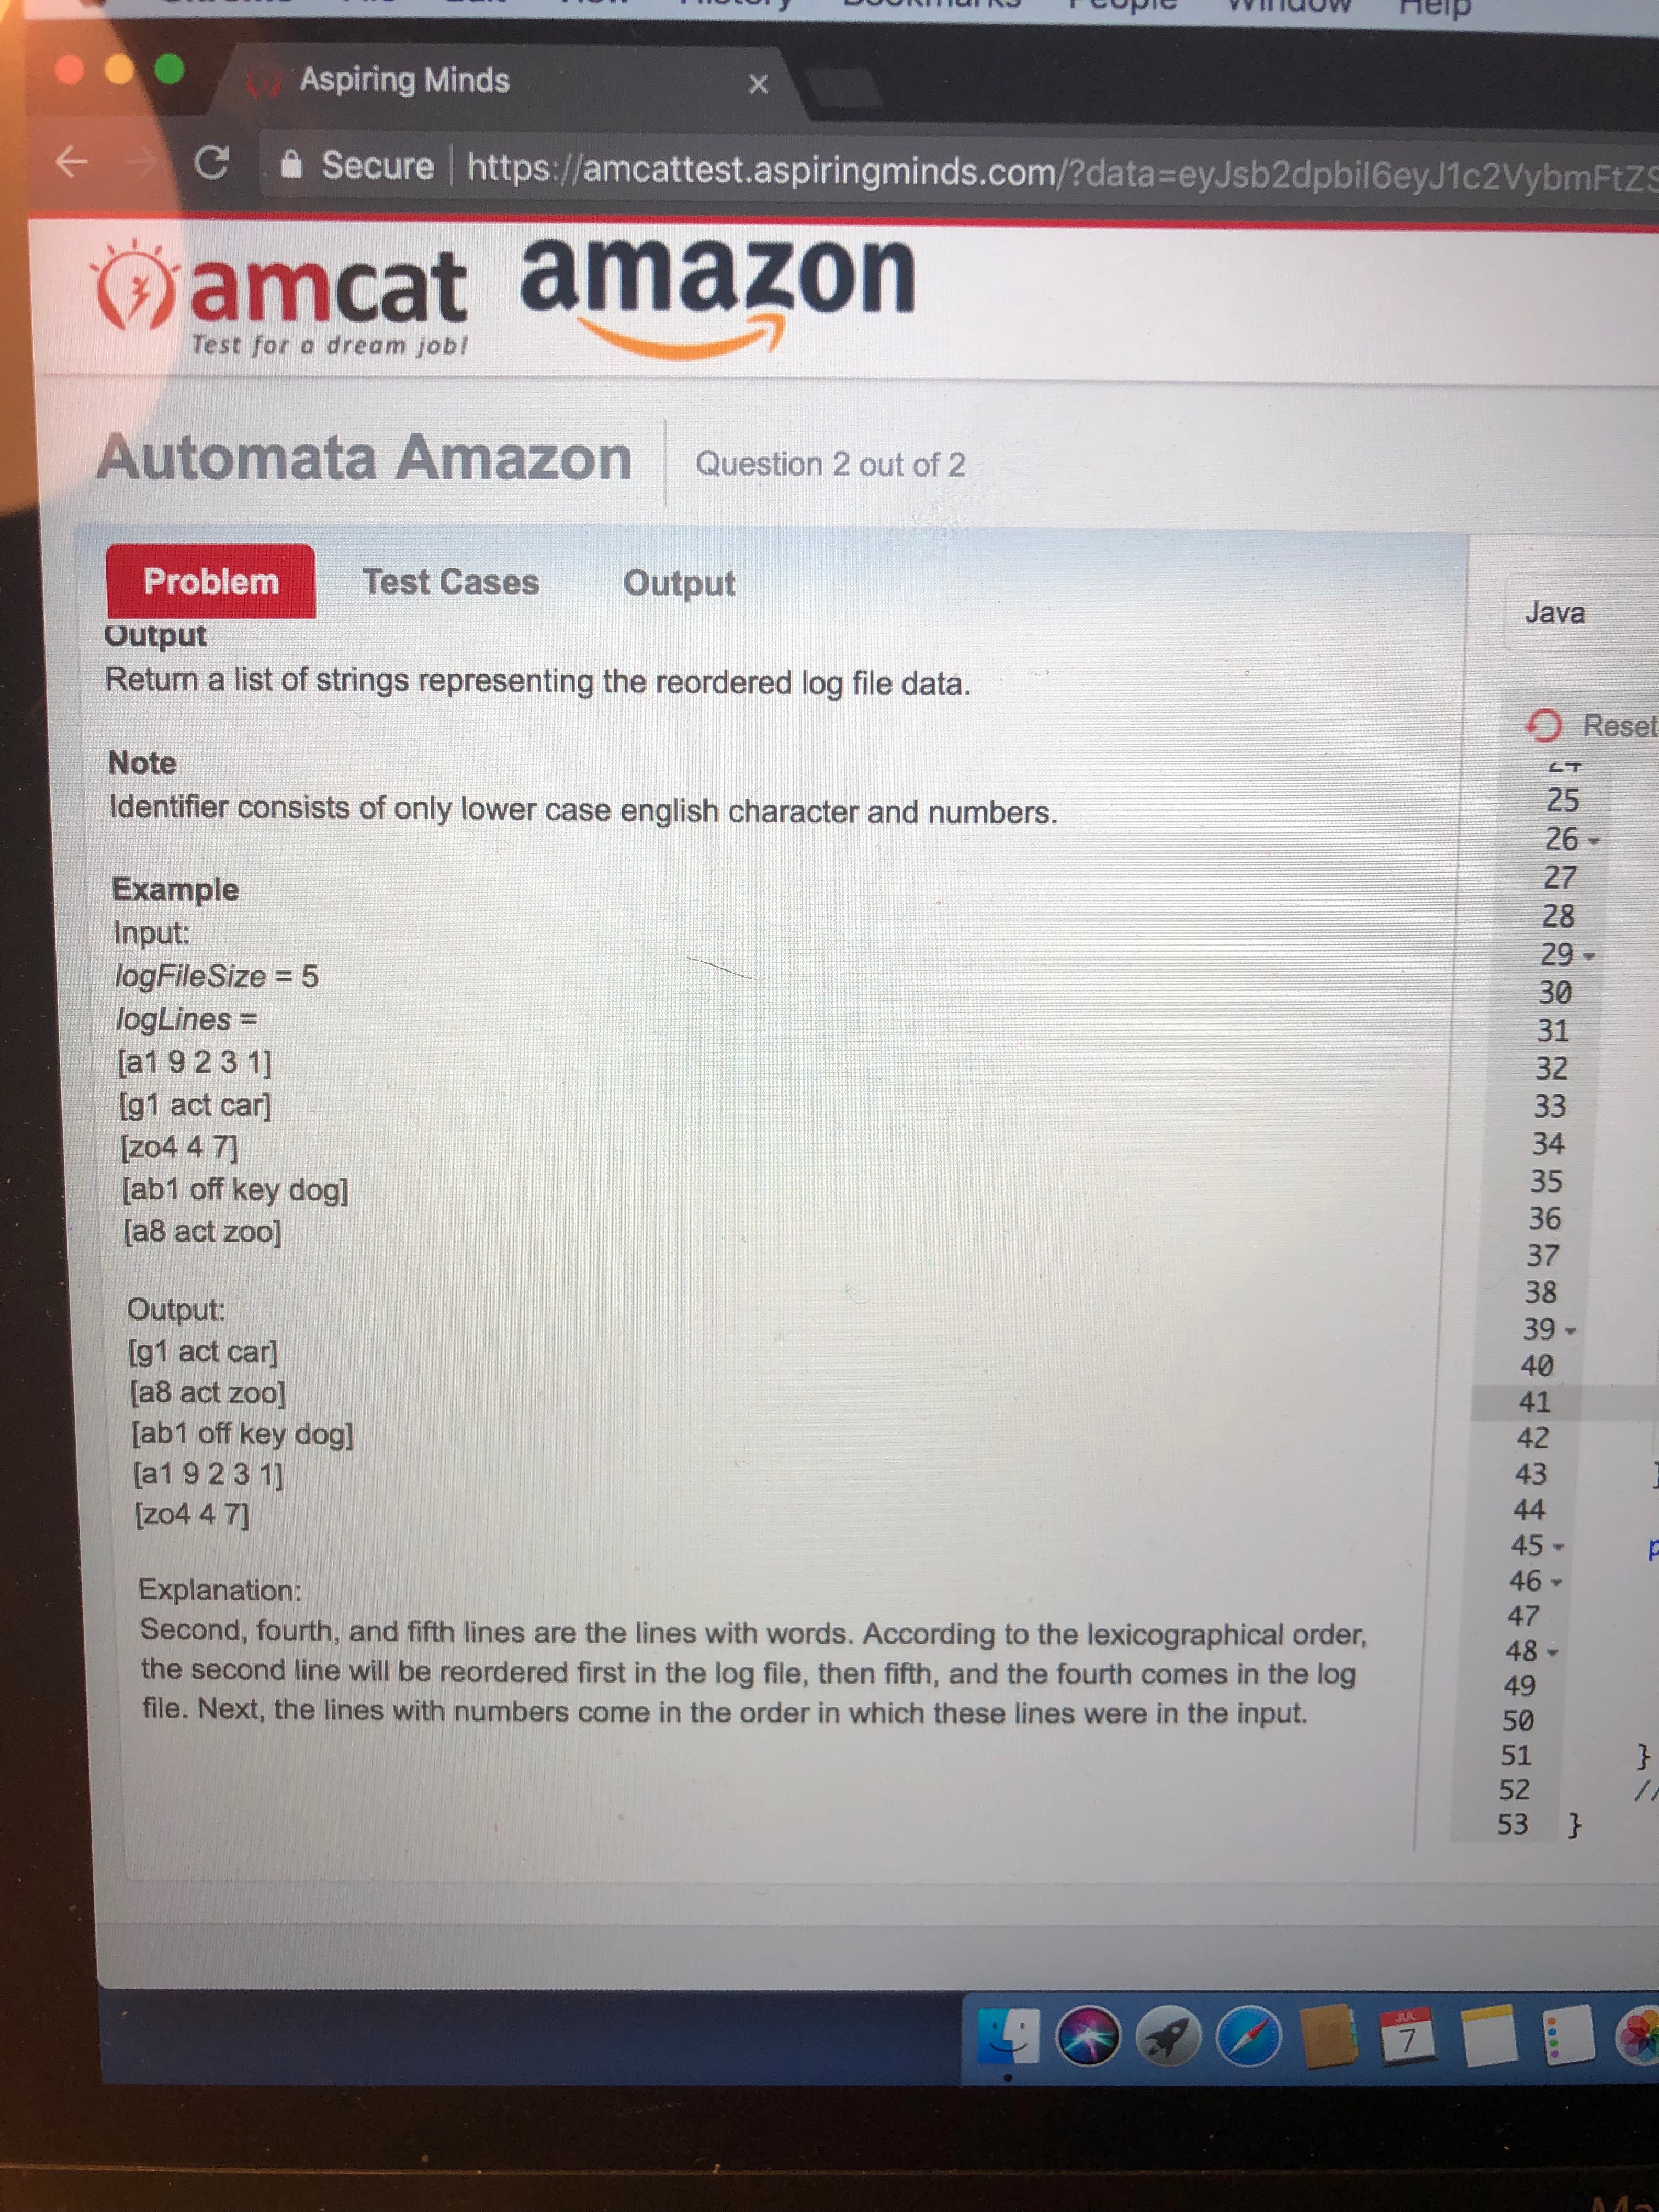 File Edit View History Bookmarks People Window Help
Aspiring Minds ×
Secure https://amcattest.aspiringminds.com/?data=eyJsb2dpbil6eyJ1c2VybmFtZS
amcat amazon
Test for a dream job!
Automata Amazon Question 2 out of 2
Problem Test Cases Output
Java
Output
Return a list of strings representing the reordered log file data.
Reset
Note
Identifier consists of only lower case english character and numbers.
Example
Input:
logFileSize = 5
logLines =
[a1 9 2 3 1]
[g1 act car]
[zo4 4 7]
[ab1 off key dog]
[a8 act zoo]
Output:
[g1 act car]
[a8 act zoo]
[ab1 off key dog]
[a1 9 2 3 1]
[zo4 4 7]
Explanation:
Second, fourth, and fifth lines are the lines with words. According to the lexicographical order,
the second line will be reordered first in the log file, then fifth, and the fourth comes in the log
file. Next, the lines with numbers come in the order in which these lines were in the input.
24
25
26
27
28
29
30
31
32
33
34
35
36
37
38
39
40
41
42
43 }
44
45 p
46
47
48
49
50
51 }
52 //
53 }
JUL
7